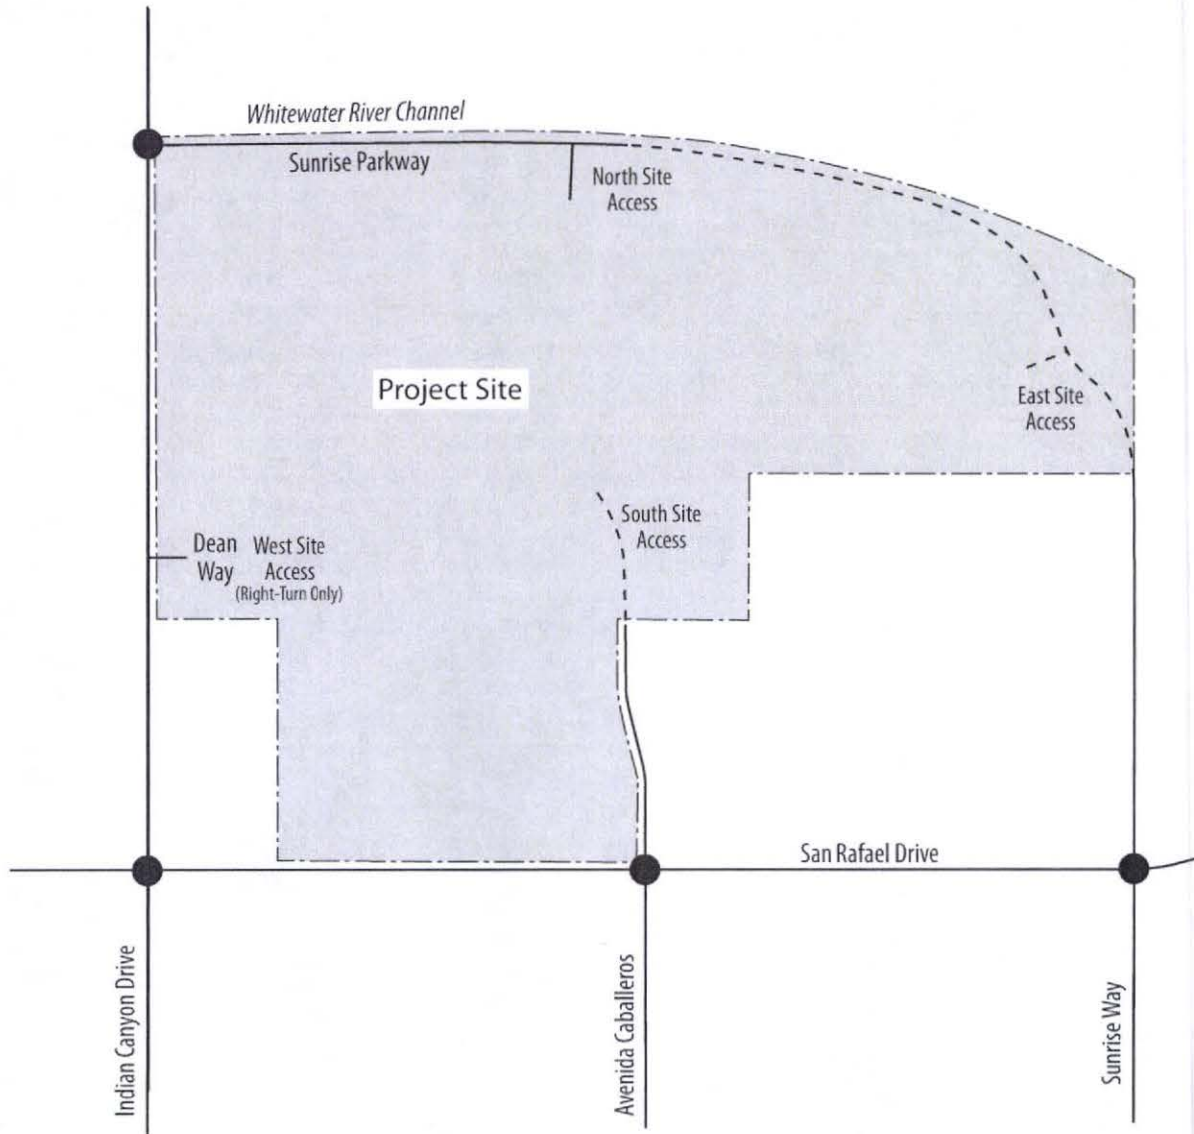 Whitewater River Channel
Sunrise Parkway
North Site
Access
Project Site
East Site
Access
South Site
Access
Dean
Way
West Site
Access
(Right-Turn Only)
San Rafael Drive
Indian Canyon Drive
Avenida Caballeros
Sunrise Way